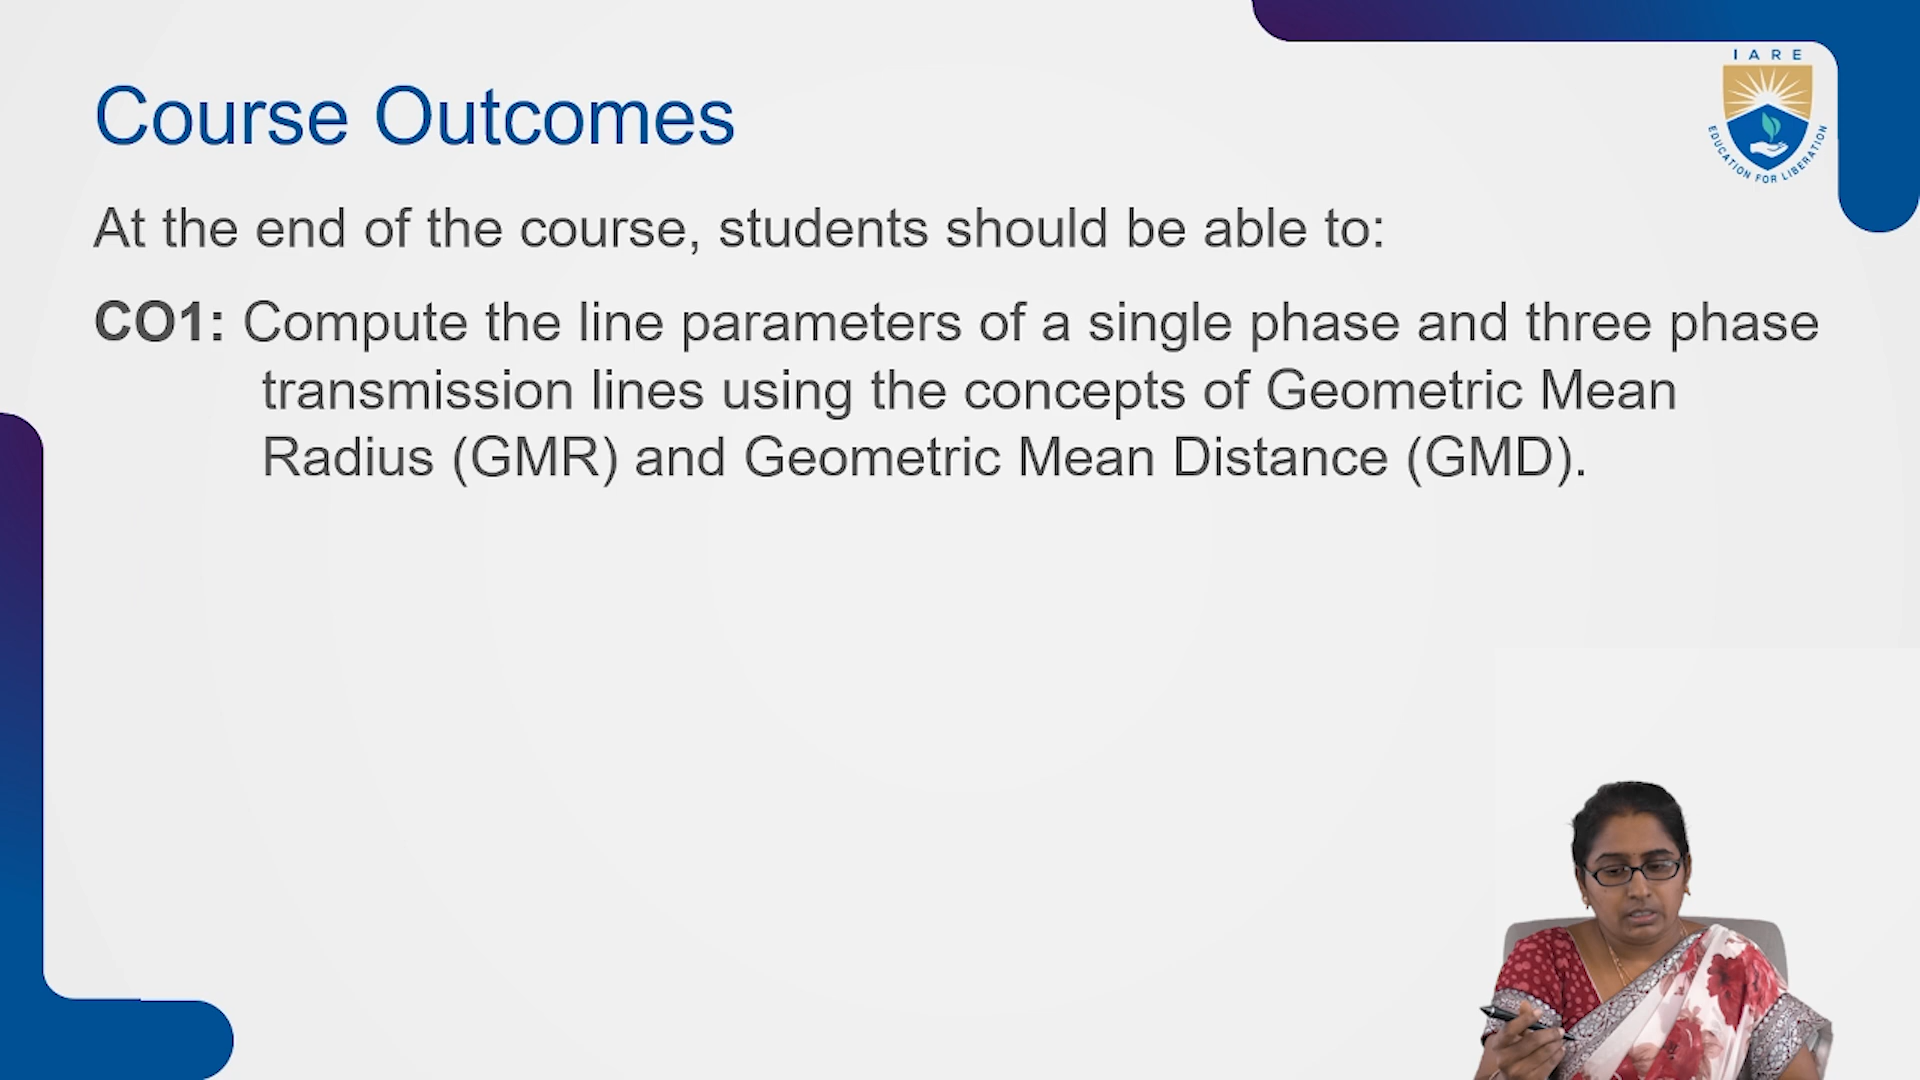 IARE
EDUCATION FOR LIBERATION
Course Outcomes
At the end of the course, students should be able to:
CO1: Compute the line parameters of a single phase and three phase
transmission lines using the concepts of Geometric Mean
Radius (GMR) and Geometric Mean Distance (GMD).